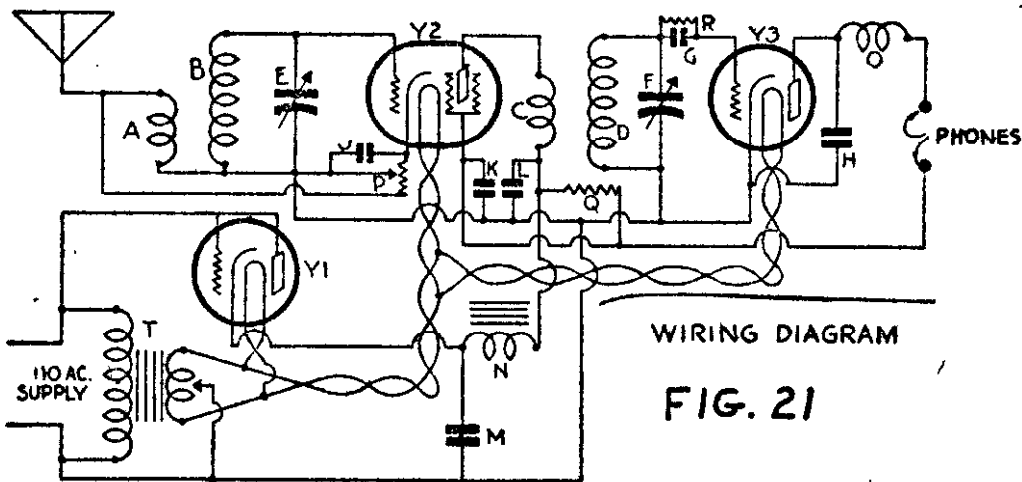 Y2
R
Y3
B
E
G
F
O
A
C
D
J
P
K
L
H
PHONES
Q
Y1
WIRING DIAGRAM
T
N
110 AC.
SUPPLY
FIG. 21
M